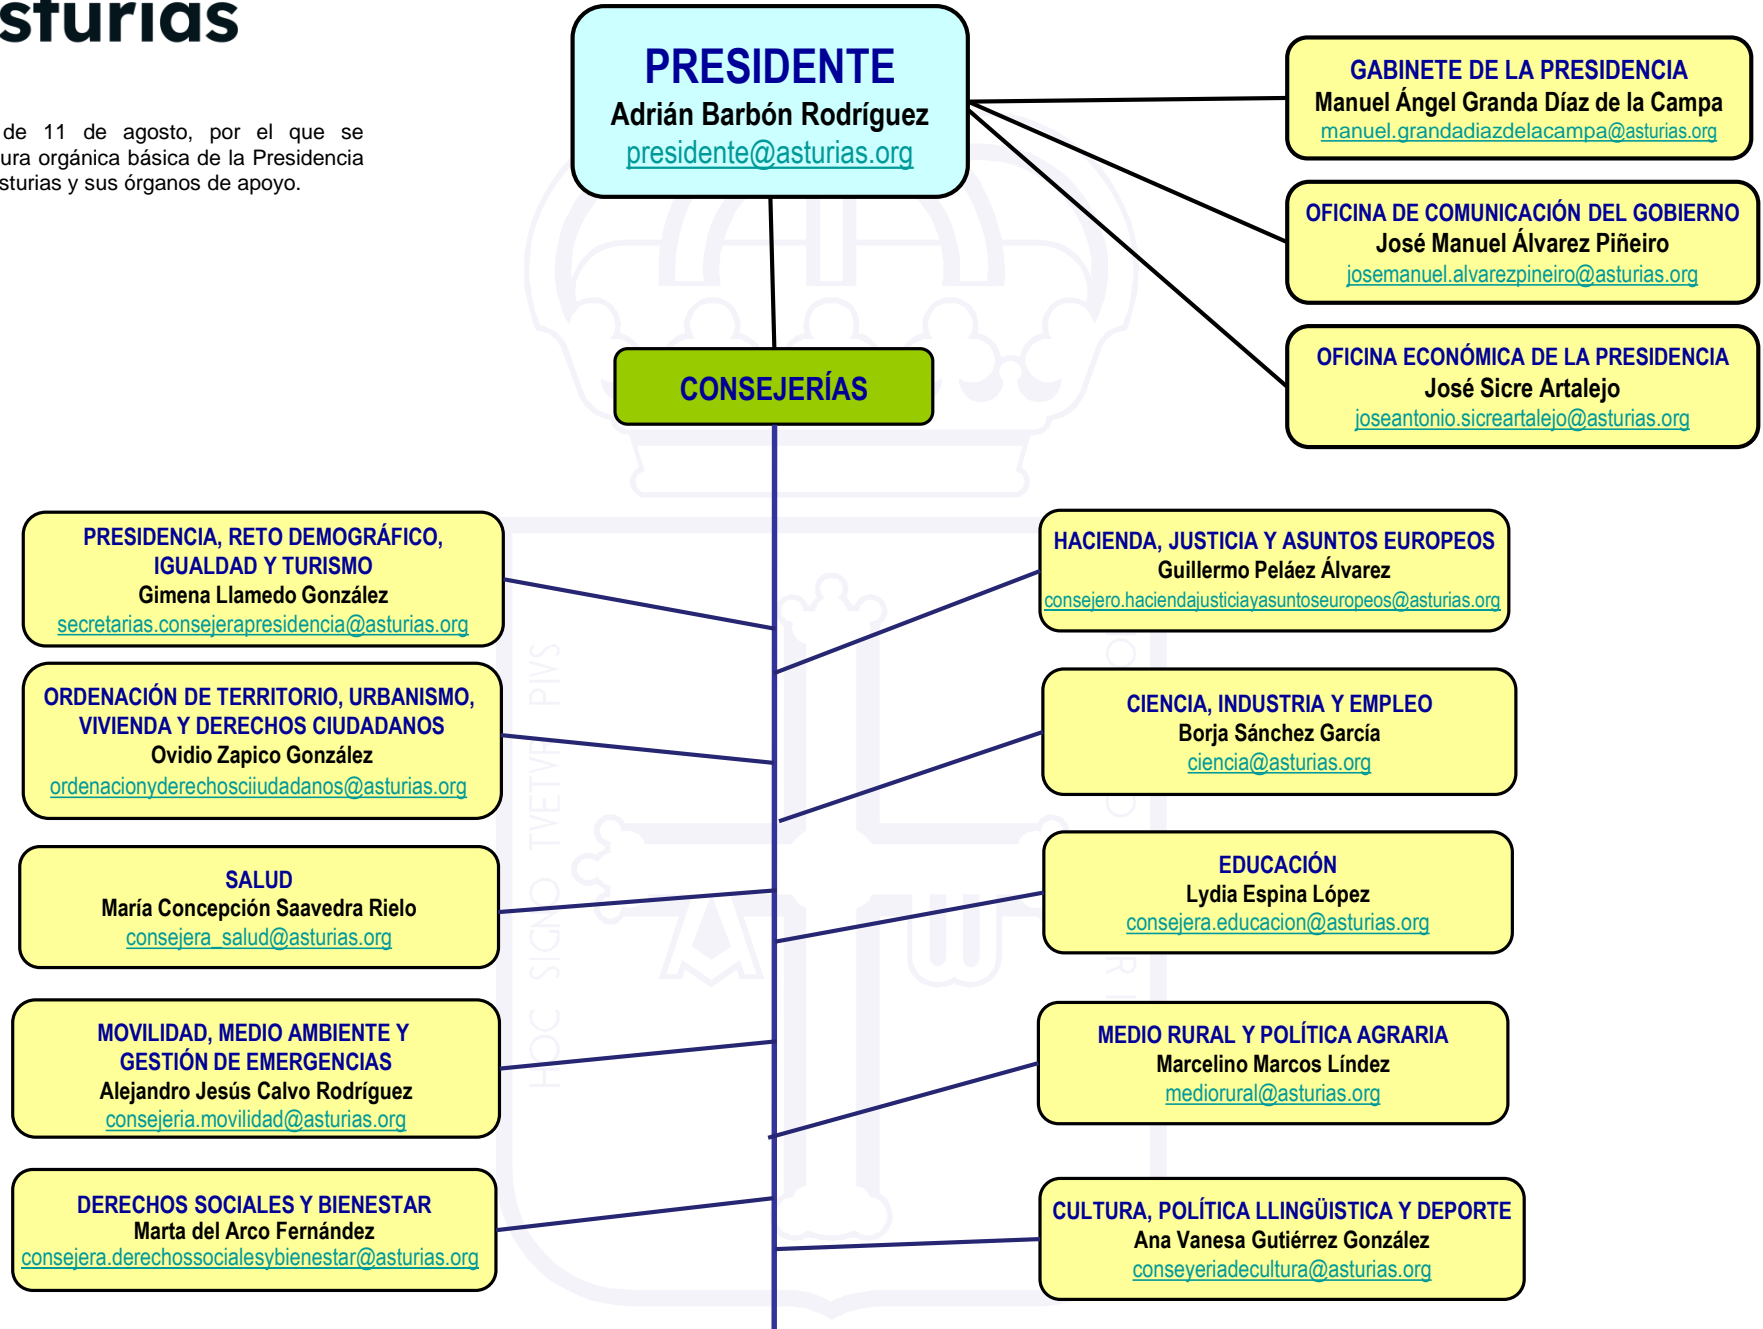 sturias
de 11 de agosto, por el que se
ura orgánica básica de la Presidencia
sturias y sus órganos de apoyo.
PRESIDENTE
Adrián Barbón Rodríguez
presidente@asturias.org
GABINETE DE LA PRESIDENCIA
Manuel Ángel Granda Díaz de la Campa
manuel.grandadiazdelacampa@asturias.org
OFICINA DE COMUNICACIÓN DEL GOBIERNO
José Manuel Álvarez Piñeiro
josemanuel.alvarezpineiro@asturias.org
OFICINA ECONÓMICA DE LA PRESIDENCIA
José Sicre Artalejo
joseantonio.sicreartalejo@asturias.org
CONSEJERÍAS
PRESIDENCIA, RETO DEMOGRÁFICO,
IGUALDAD Y TURISMO
Gimena Llamedo González
secretarias.consejerapresidencia@asturias.org
HACIENDA, JUSTICIA Y ASUNTOS EUROPEOS
Guillermo Peláez Álvarez
consejero.haciendajusticiayasuntoseuropeos@asturias.org
ORDENACIÓN DE TERRITORIO, URBANISMO,
VIVIENDA Y DERECHOS CIUDADANOS
Ovidio Zapico González
ordenacionyderechosciiudadanos@asturias.org
CIENCIA, INDUSTRIA Y EMPLEO
Borja Sánchez García
ciencia@asturias.org
SALUD
María Concepción Saavedra Rielo
consejera_salud@asturias.org
EDUCACIÓN
Lydia Espina López
consejera.educacion@asturias.org
MOVILIDAD, MEDIO AMBIENTE Y
GESTIÓN DE EMERGENCIAS
Alejandro Jesús Calvo Rodríguez
consejeria.movilidad@asturias.org
MEDIO RURAL Y POLÍTICA AGRARIA
Marcelino Marcos Líndez
mediorural@asturias.org
DERECHOS SOCIALES Y BIENESTAR
Marta del Arco Fernández
consejera.derechossocialesybienestar@asturias.org
CULTURA, POLÍTICA LLINGÜISTICA Y DEPORTE
Ana Vanesa Gutiérrez González
conseyeriadecultura@asturias.org
HOC SIGNO TVETVR PIVS